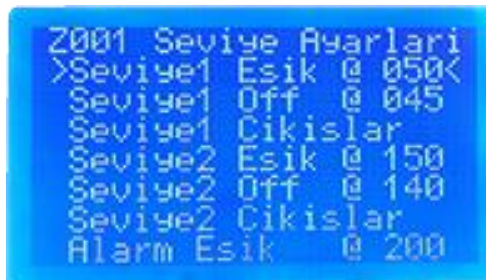 Z001 Seviye Ayarlari
>Seviye1 Esik @ 050<
Seviye1 Off @ 045
Seviye1 Cikislar
Seviye2 Esik @ 150
Seviye2 Off @ 140
Seviye2 Cikislar
Alarm Esik @ 200